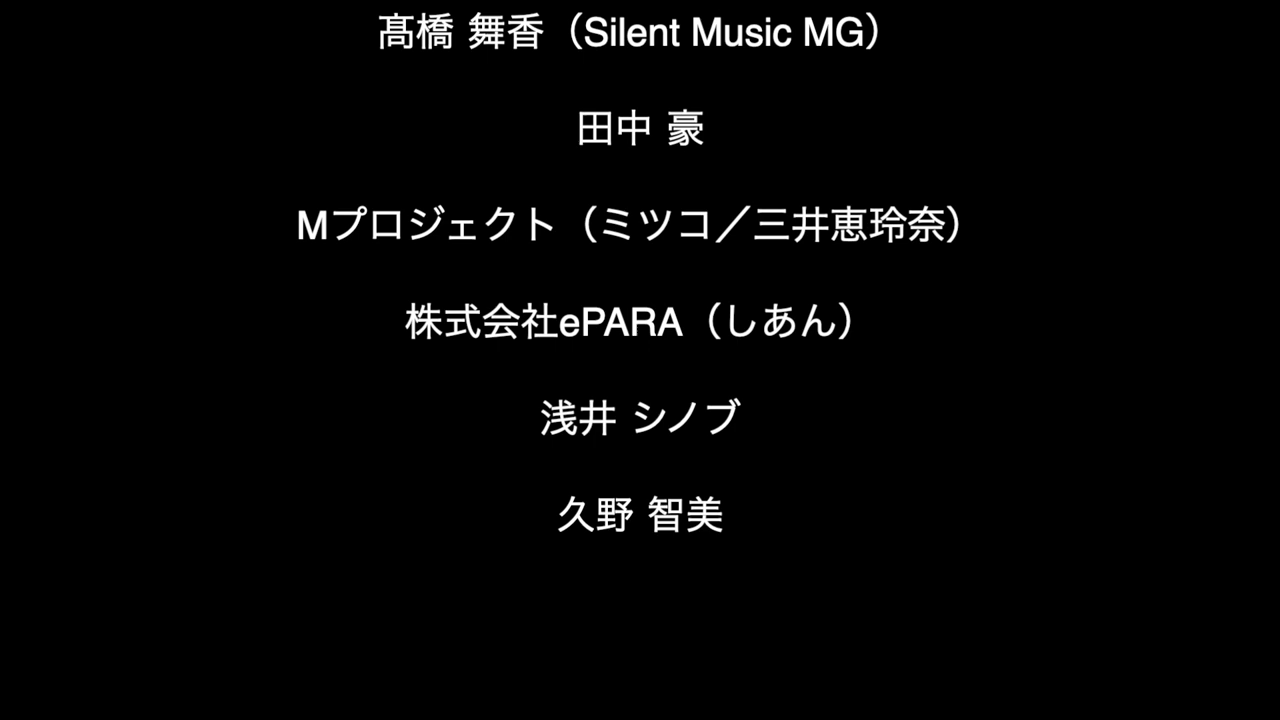 髙橋 舞香（Silent Music MG）
田中 豪
Mプロジェクト（ミツコ／三井恵玲奈）
株式会社ePARA（しあん）
浅井 シノブ
久野 智美